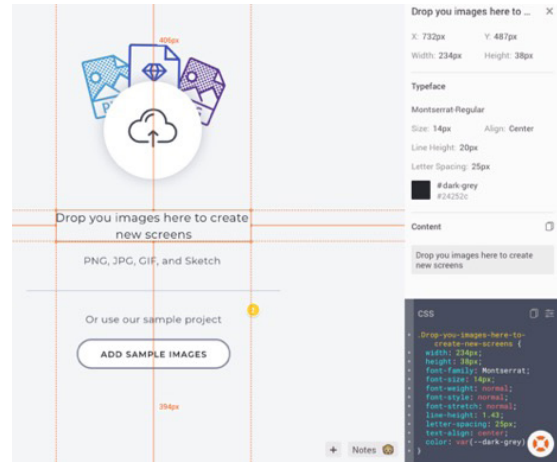 406px
Drop you images here to create
new screens
PNG, JPG, GIF, and Sketch
Or use our sample project
ADD SAMPLE IMAGES
394px
+ Notes
Drop you images here to ... ×
X: 732px Y: 487px
Width: 234px Height: 38px
Typeface
Montserrat-Regular
Size: 14px Align: Center
Line Height: 20px
Letter Spacing: 25px
#dark-grey
#24252c
Content
Drop you images here to create
new screens
CSS
.Drop-you-images-here-to-
create-new-screens {
width: 234px;
height: 38px;
font-family: Montserrat;
font-size: 14px;
font-weight: normal;
font-style: normal;
font-stretch: normal;
line-height: 1.43;
letter-spacing: 25px;
text-align: center;
color: var(--dark-grey)
}